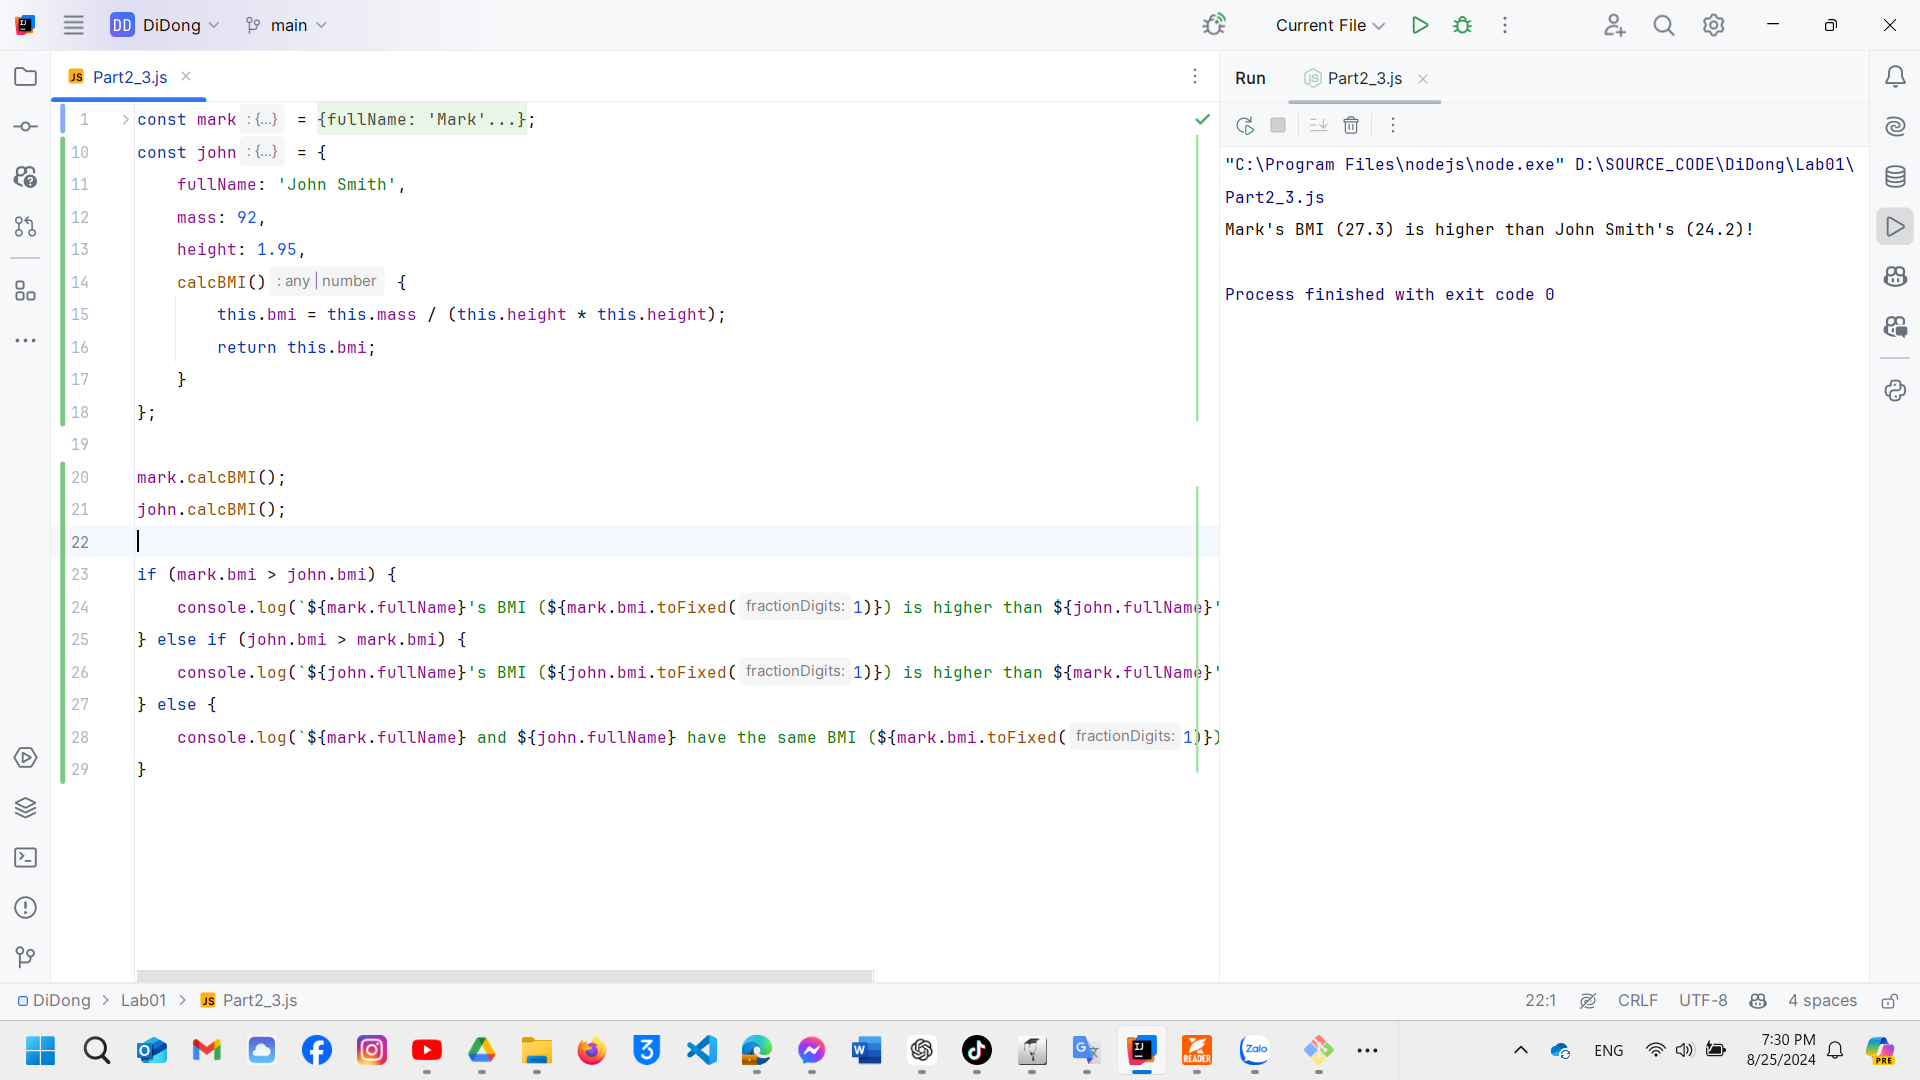 DD DiDong main Current File
JS Part2_3.js
Run JS Part2_3.js
1 const mark : {...} = {fullName: 'Mark'...};
10 const john : {...} = {
11 fullName: 'John Smith',
12 mass: 92,
13 height: 1.95,
14 calcBMI() : any | number {
15 this.bmi = this.mass / (this.height * this.height);
16 return this.bmi;
17 }
18 };
19
20 mark.calcBMI();
21 john.calcBMI();
22
23 if (mark.bmi > john.bmi) {
24 console.log(`${mark.fullName}'s BMI (${mark.bmi.toFixed( fractionDigits: 1)}) is higher than ${john.fullName}'
25 } else if (john.bmi > mark.bmi) {
26 console.log(`${john.fullName}'s BMI (${john.bmi.toFixed( fractionDigits: 1)}) is higher than ${mark.fullName}'
27 } else {
28 console.log(`${mark.fullName} and ${john.fullName} have the same BMI (${mark.bmi.toFixed( fractionDigits: 1)})
29 }
"C:\Program Files\nodejs\node.exe" D:\SOURCE_CODE\DiDong\Lab01\
Part2_3.js
Mark's BMI (27.3) is higher than John Smith's (24.2)!
Process finished with exit code 0
DiDong > Lab01 > JS Part2_3.js
22:1 CRLF UTF-8 4 spaces
READER
Zalo
ENG
7:30 PM
8/25/2024
PRE